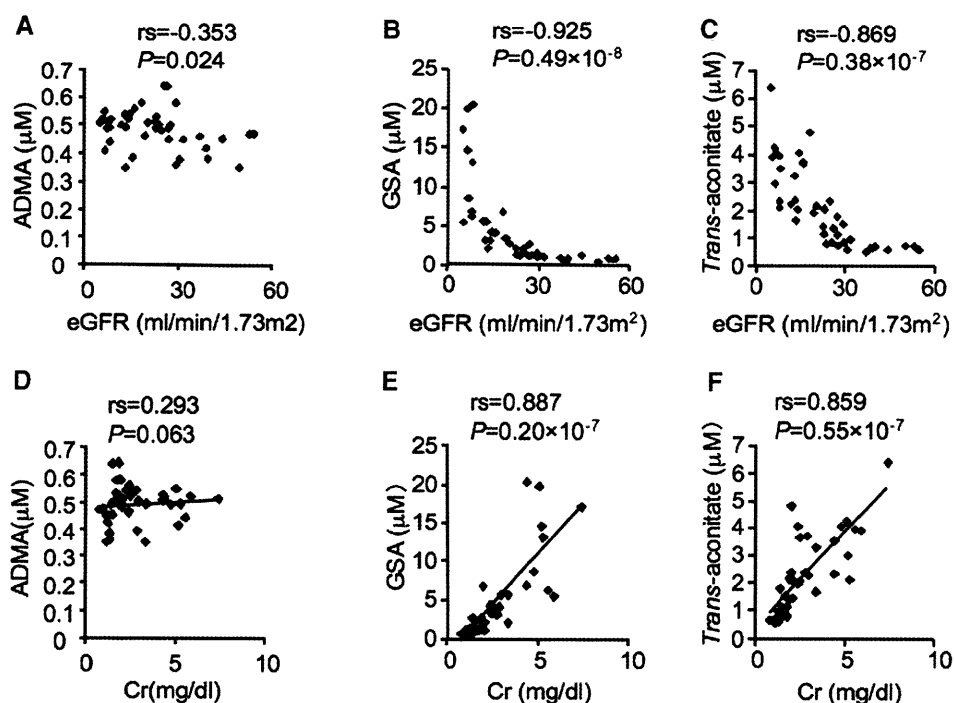 A
rs=-0.353
P=0.024
ADMA (μM)
0.7
0.6
0.5
0.4
0.3
0.2
0.1
0
0 30 60
eGFR (ml/min/1.73m2)
B
rs=-0.925
P=0.49×10⁻⁸
GSA (μM)
25
20
15
10
5
0
0 30 60
eGFR (ml/min/1.73m²)
C
rs=-0.869
P=0.38×10⁻⁷
Trans-aconitate (μM)
7
6
5
4
3
2
1
0
0 30 60
eGFR (ml/min/1.73m²)
D
rs=0.293
P=0.063
ADMA(μM)
0.7
0.6
0.5
0.4
0.3
0.2
0.1
0
0 5 10
Cr(mg/dl)
E
rs=0.887
P=0.20×10⁻⁷
GSA (μM)
25
20
15
10
5
0
0 5 10
Cr (mg/dl)
F
rs=0.859
P=0.55×10⁻⁷
Trans-aconitate (μM)
7
6
5
4
3
2
1
0
0 5 10
Cr (mg/dl)